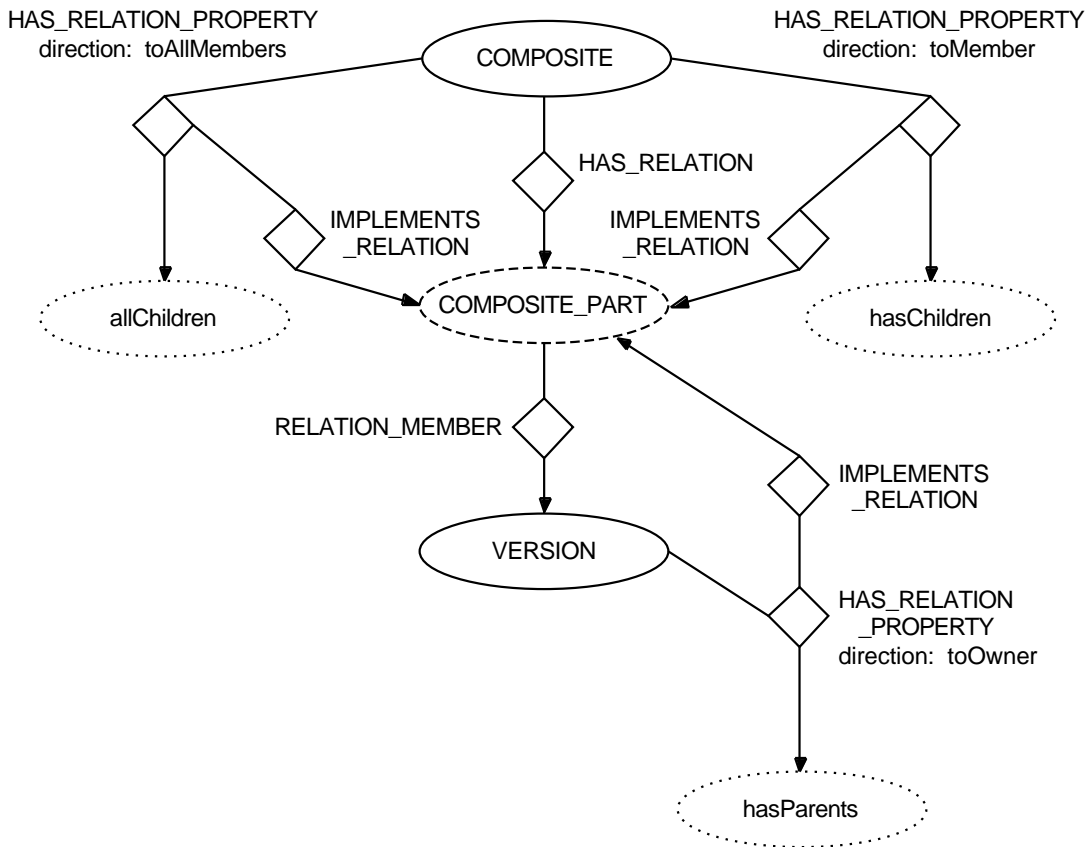 HAS_RELATION_PROPERTY
direction: toAllMembers
COMPOSITE
HAS_RELATION_PROPERTY
direction: toMember
HAS_RELATION
IMPLEMENTS
_RELATION
IMPLEMENTS
_RELATION
allChildren
COMPOSITE_PART
hasChildren
RELATION_MEMBER
IMPLEMENTS
_RELATION
VERSION
HAS_RELATION
_PROPERTY
direction: toOwner
hasParents